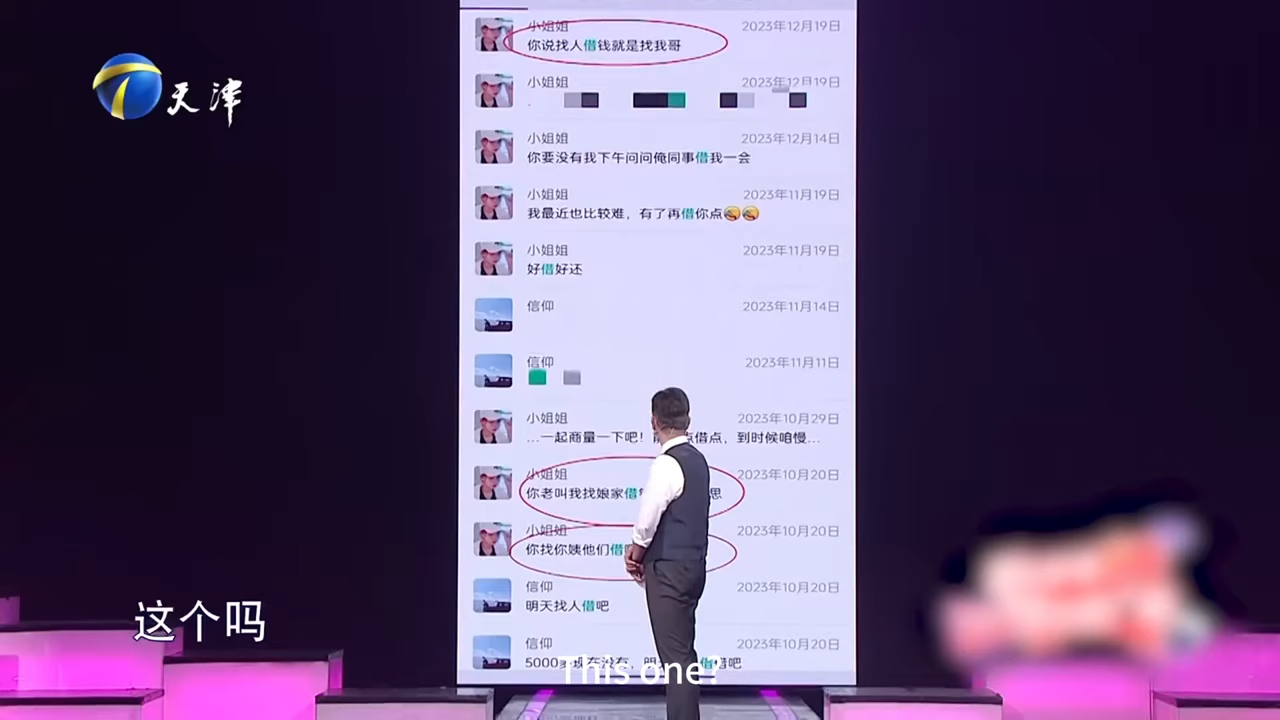 天津
小姐姐 2023年12月19日
你说找人借钱就是找我哥
小姐姐 2023年12月19日
小姐姐 2023年12月14日
你要没有我下午问问俺同事借我一会
小姐姐 2023年11月19日
我最近也比较难，有了再借你点
小姐姐 2023年11月19日
好借好还
信仰 2023年11月14日
信仰 2023年11月11日
小姐姐 2023年10月29日
...一起商量一下吧！ 点借点，到时候咱慢...
小姐姐 2023年10月20日
你老叫我找娘家借 思
小姐姐 2023年10月20日
你找你姨他们借
信仰 2023年10月20日
明天找人借吧
信仰 2023年10月20日
5000 现在没有，明 借吧
这个吗
This one?